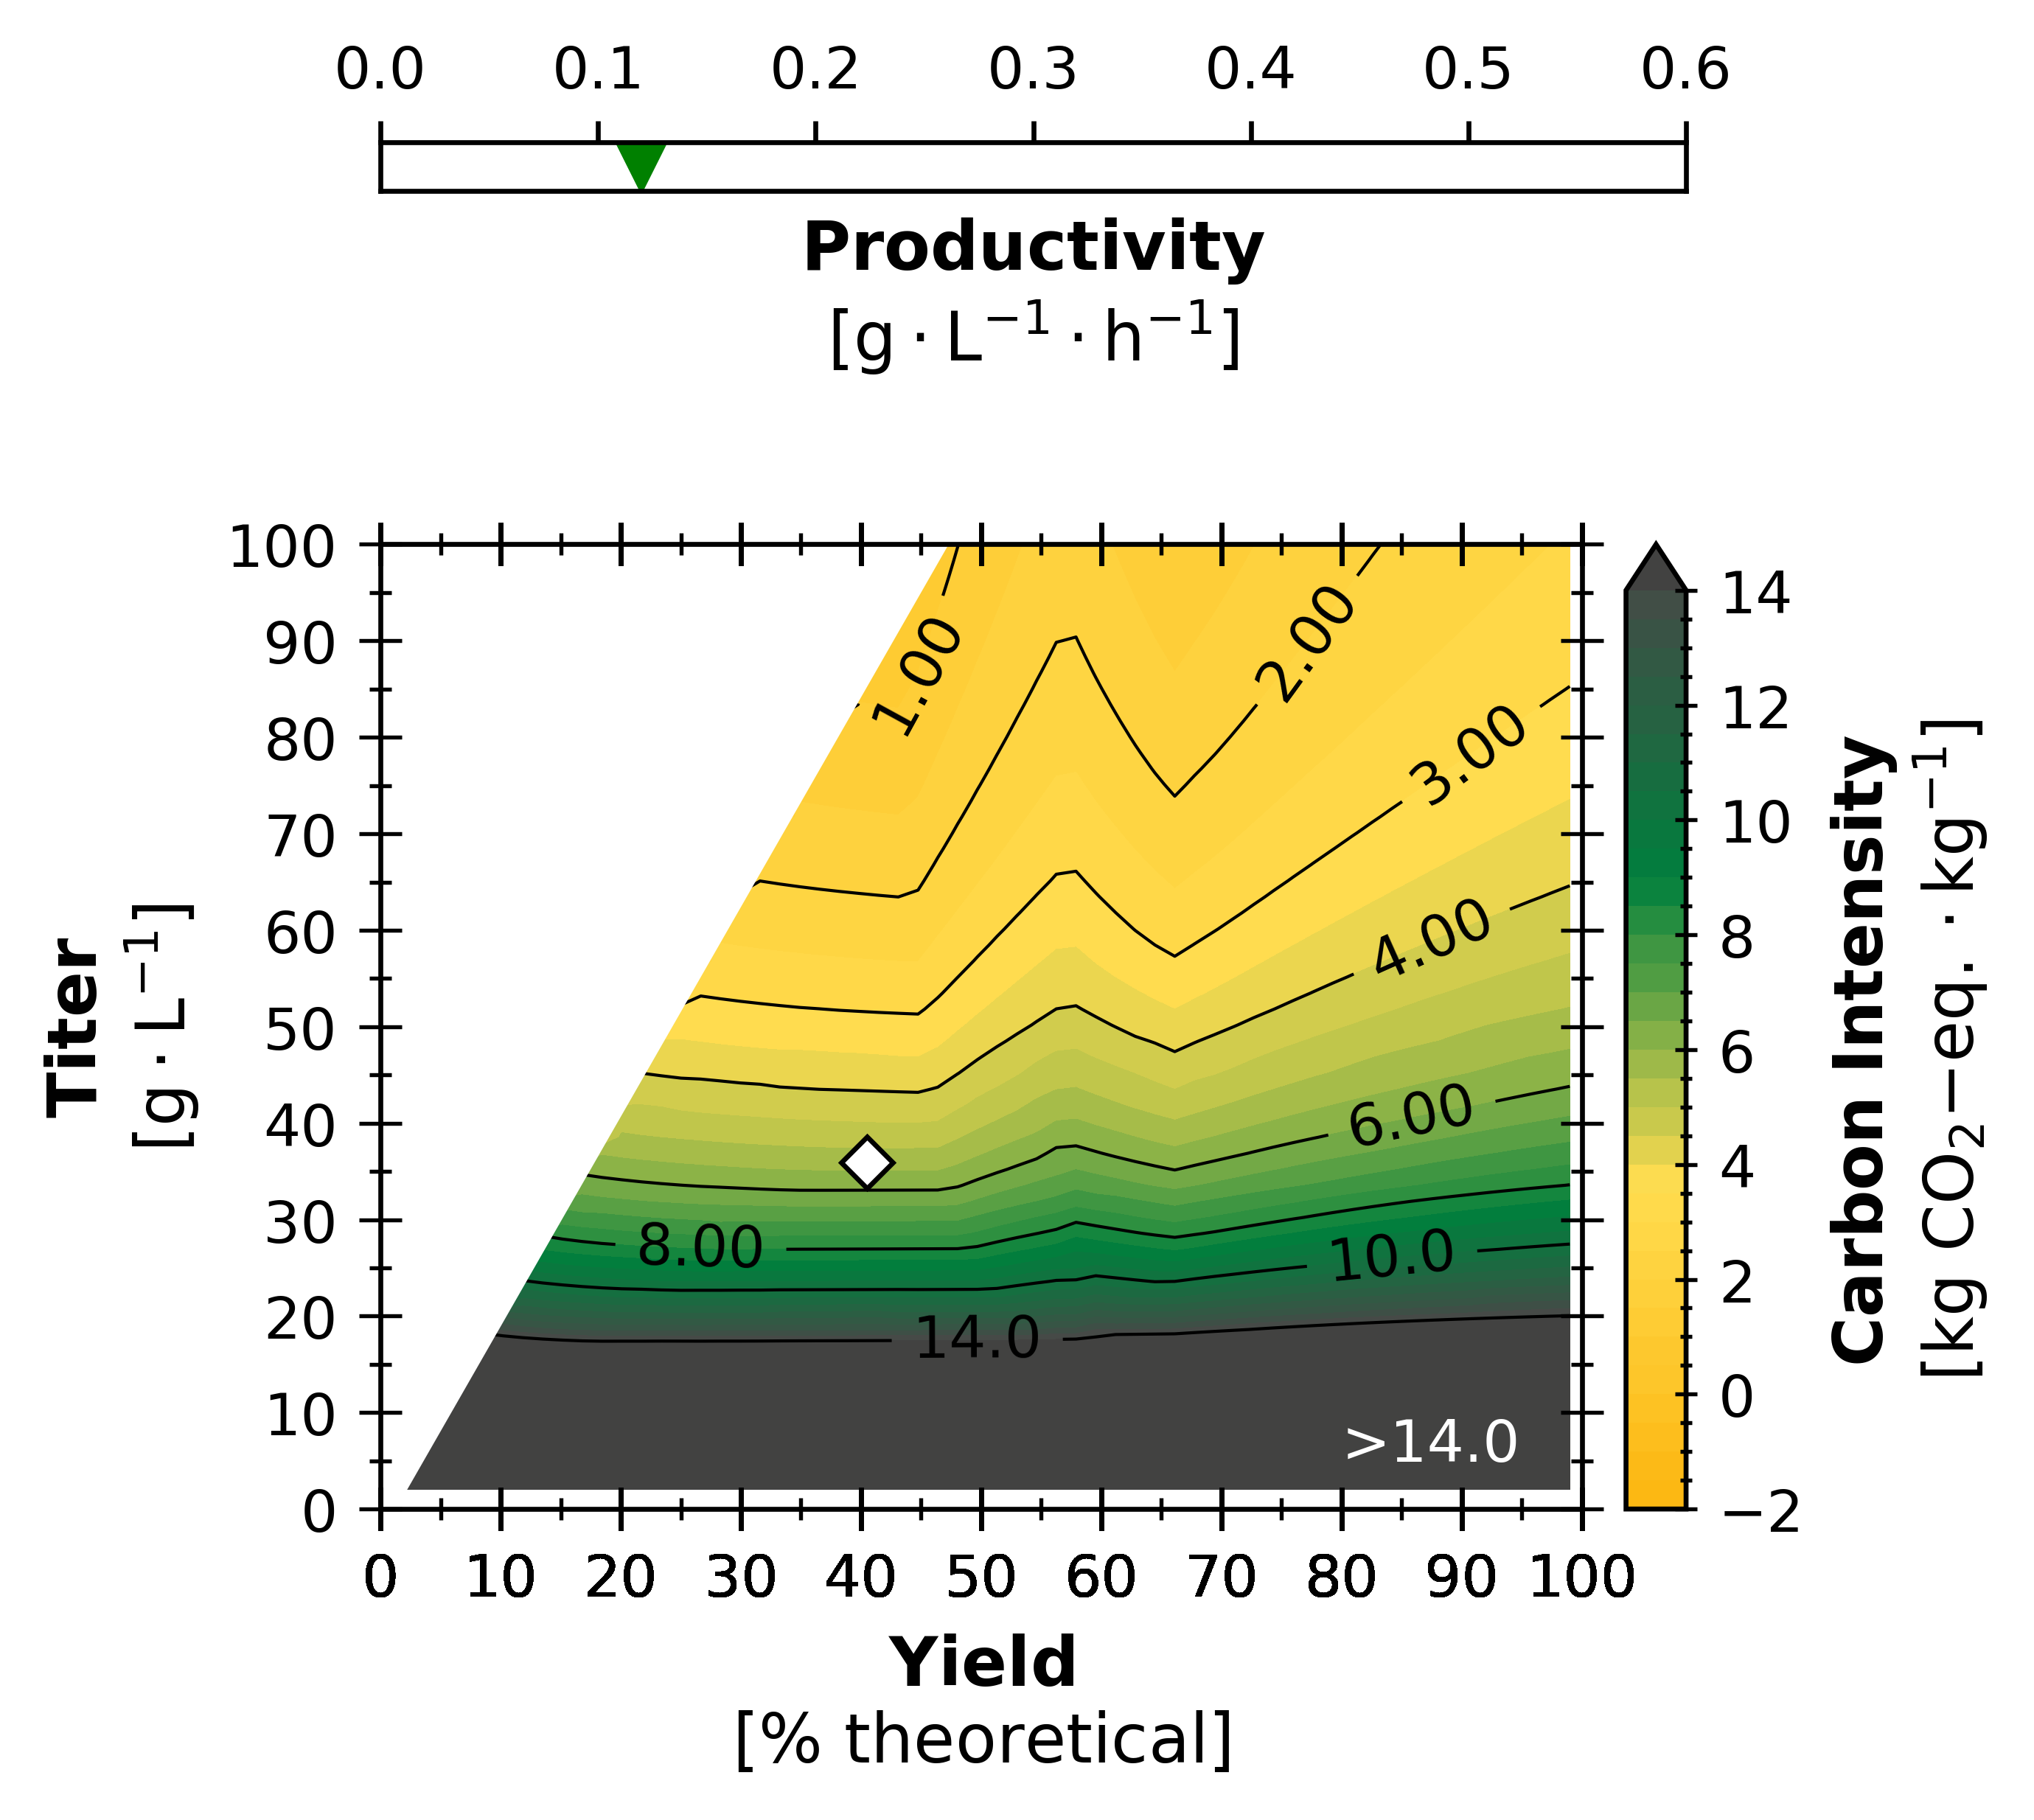 0.0 0.1 0.2 0.3 0.4 0.5 0.6
Productivity
[g · L⁻¹ · h⁻¹]
100
90
80
70
60
50
40
30
20
10
0
Titer
[g · L⁻¹]
1.00
2.00
3.00
4.00
6.00
8.00
10.0
14.0
>14.0
0 10 20 30 40 50 60 70 80 90 100
Yield
[% theoretical]
14
12
10
8
6
4
2
0
−2
Carbon Intensity
[kg CO₂−eq. · kg⁻¹]